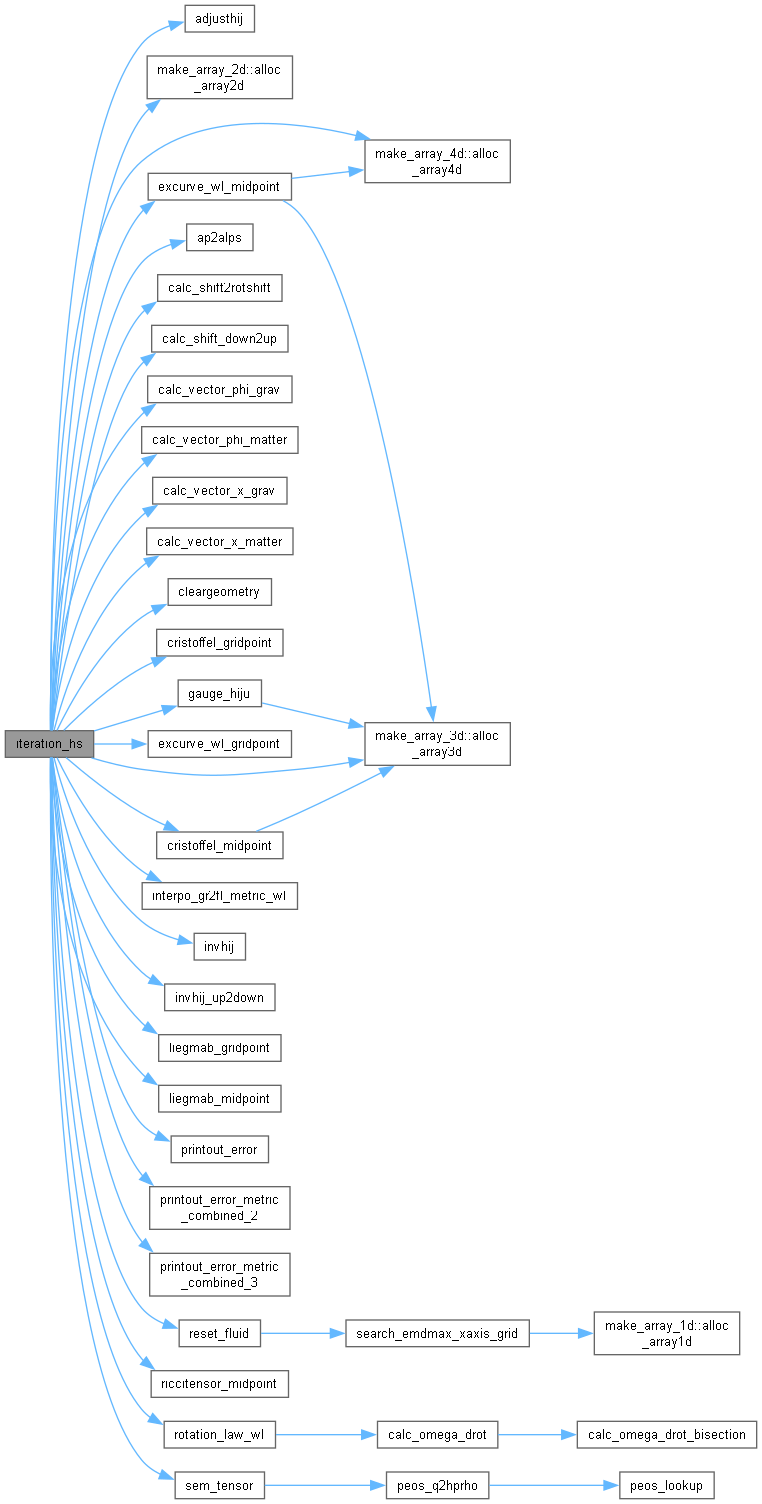 adjusthij
make_array_2d::alloc
_array2d
make_array_4d::alloc
_array4d
excurve_wl_midpoint
ap2alps
calc_shift2rotshift
calc_shift_down2up
calc_vector_phi_grav
calc_vector_phi_matter
calc_vector_x_grav
calc_vector_x_matter
cleargeometry
cristoffel_gridpoint
gauge_hiju
iteration_hs
excurve_wl_gridpoint
make_array_3d::alloc
_array3d
cristoffel_midpoint
interpo_gr2fl_metric_wl
invhij
invhij_up2down
liegmab_gridpoint
liegmab_midpoint
printout_error
printout_error_metric
_combined_2
printout_error_metric
_combined_3
reset_fluid
search_emdmax_xaxis_grid
make_array_1d::alloc
_array1d
riccitensor_midpoint
rotation_law_wl
calc_omega_drot
calc_omega_drot_bisection
sem_tensor
peos_q2hprho
peos_lookup